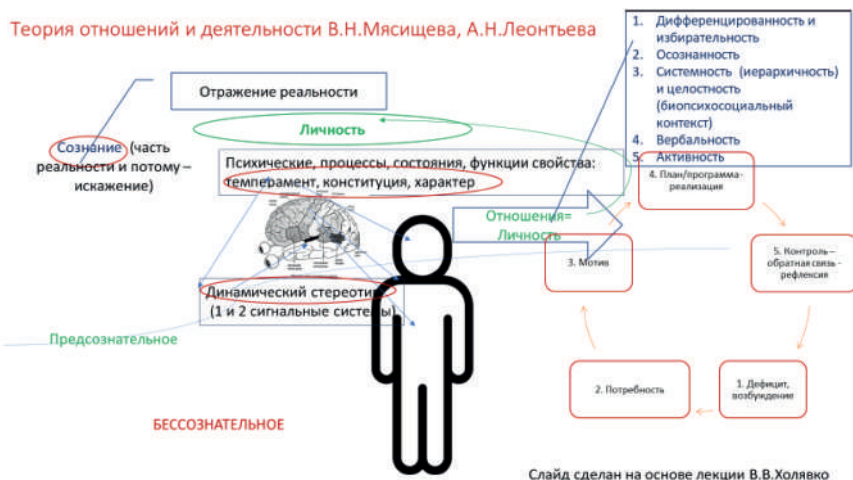 Теория отношений и деятельности В.Н.Мясищева, А.Н.Леонтьева
1. Дифференцированность и
избирательность
2. Осознанность
3. Системность (иерархичность)
и целостность
(биопсихосоциальный
контекст)
4. Вербальность
5. Активность
Отражение реальности
Личность
Сознание (часть
реальности и потому –
искажение)
Психические, процессы, состояния, функции свойства:
темперамент, конституция, характер
Отношения=
Личность
4. План/программа-
реализация
3. Мотив
5. Контроль –
обратная связь -
рефлексия
Динамический стереотип
(1 и 2 сигнальные системы)
Предсознательное
2. Потребность
1. Дефицит,
возбуждение
БЕССОЗНАТЕЛЬНОЕ
Слайд сделан на основе лекции В.В.Холявко